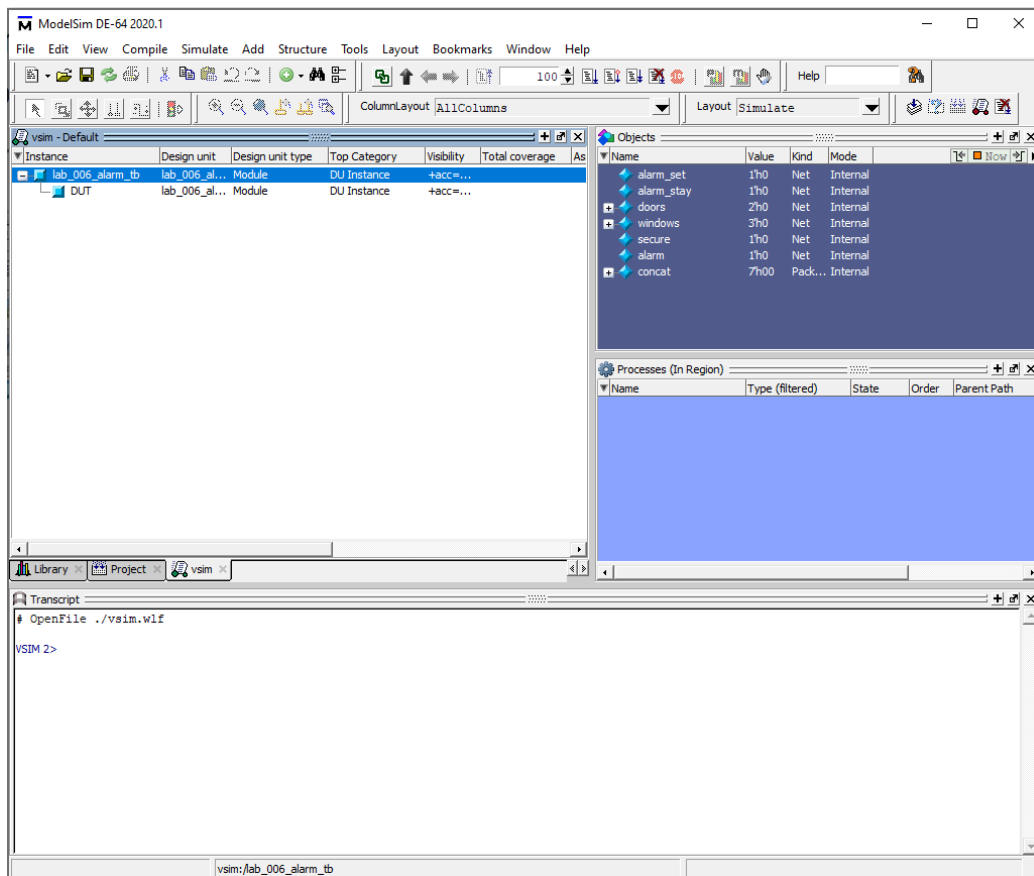 ModelSim DE-64 2020.1
File Edit View Compile Simulate Add Structure Tools Layout Bookmarks Window Help
100 Help
ColumnLayout AllColumns Layout Simulate
vsim - Default
Instance Design unit Design unit type Top Category Visibility Total coverage As
lab_006_alarm_tb lab_006_al... Module DU Instance +acc=...
DUT lab_006_al... Module DU Instance +acc=...
Library Project vsim
Objects
Name Value Kind Mode Now
alarm_set 1'h0 Net Internal
alarm_stay 1'h0 Net Internal
doors 2'h0 Net Internal
windows 3'h0 Net Internal
secure 1'h0 Net Internal
alarm 1'h0 Net Internal
concat 7'h00 Pack... Internal
Processes (In Region)
Name Type (filtered) State Order Parent Path
Transcript
# OpenFile ./vsim.wlf
VSIM 2>
vsim:/lab_006_alarm_tb